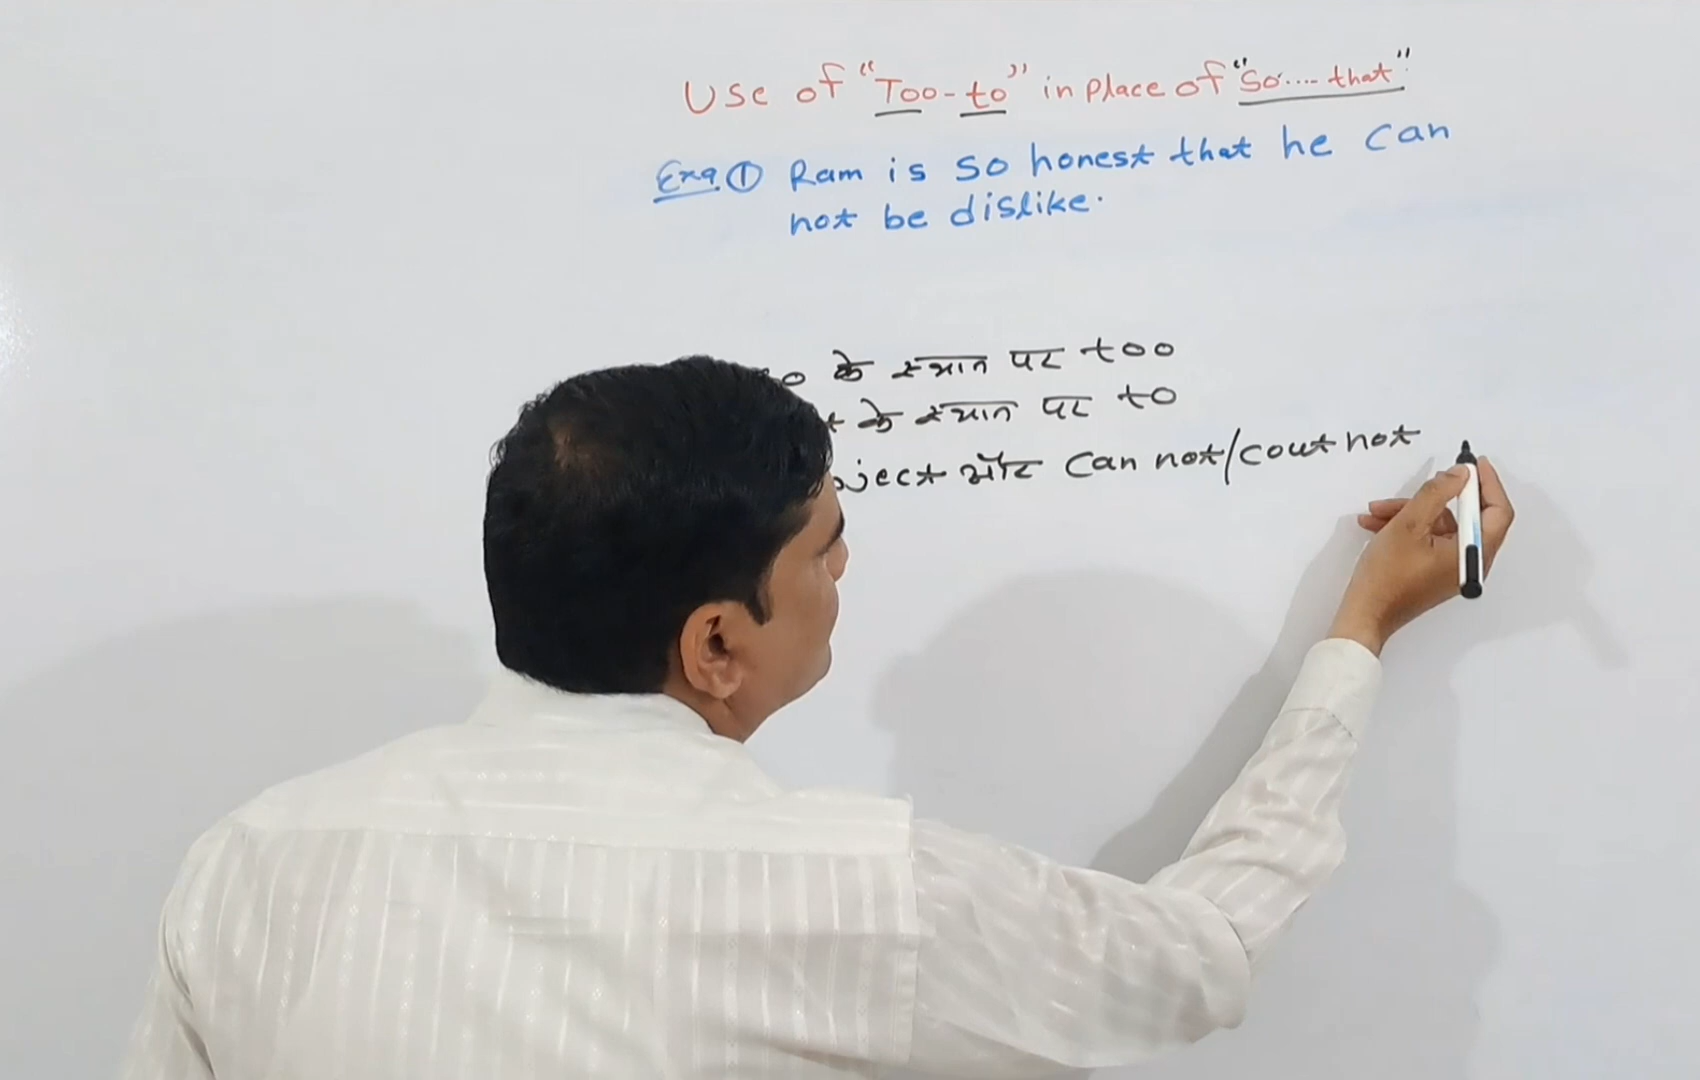 Use of "Too-to" in place of "So.....that"
Exa ① Ram is so honest that he can
not be dislike.
के स्थान पर too
के स्थान पर to
और Can not/cout not